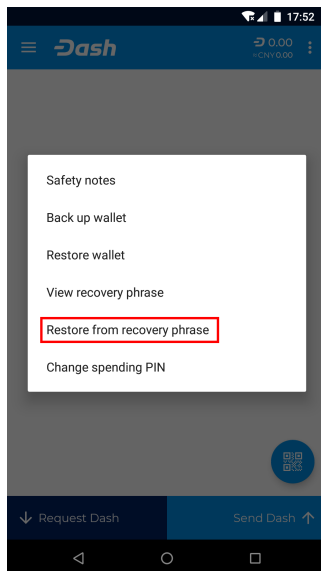 17:52
Dash
0.00
≈CNY 0.00
Safety notes
Back up wallet
Restore wallet
View recovery phrase
Restore from recovery phrase
Change spending PIN
Request Dash
Send Dash